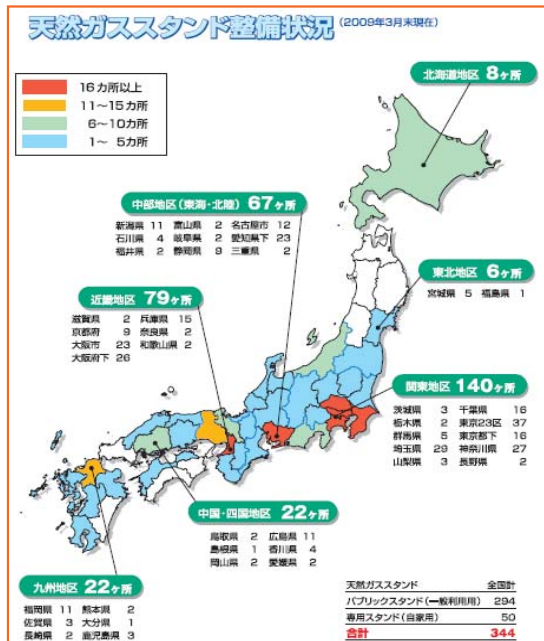 天然ガススタンド整備状況 (2009年3月末現在)
16カ所以上
11〜15カ所
6〜10カ所
1〜 5カ所
北海道地区 8ヶ所
中部地区(東海・北陸) 67ヶ所
新潟県 11 富山県 2 名古屋市 12
石川県 4 岐阜県 2 愛知県下 23
福井県 2 静岡県 9 三重県 2
東北地区 6ヶ所
宮城県 5 福島県 1
近畿地区 79ヶ所
滋賀県 2 兵庫県 15
京都府 9 奈良県 2
大阪市 23 和歌山県 2
大阪府下 26
関東地区 140ヶ所
茨城県 3 千葉県 16
栃木県 2 東京23区 37
群馬県 5 東京都下 16
埼玉県 29 神奈川県 27
山梨県 3 長野県 2
中国・四国地区 22ヶ所
鳥取県 2 広島県 11
島根県 1 香川県 4
岡山県 2 愛媛県 2
九州地区 22ヶ所
福岡県 11 熊本県 2
佐賀県 3 大分県 1
長崎県 2 鹿児島県 3
天然ガススタンド 全国計
パブリックスタンド(一般利用用) 294
専用スタンド(自家用) 50
合計 344